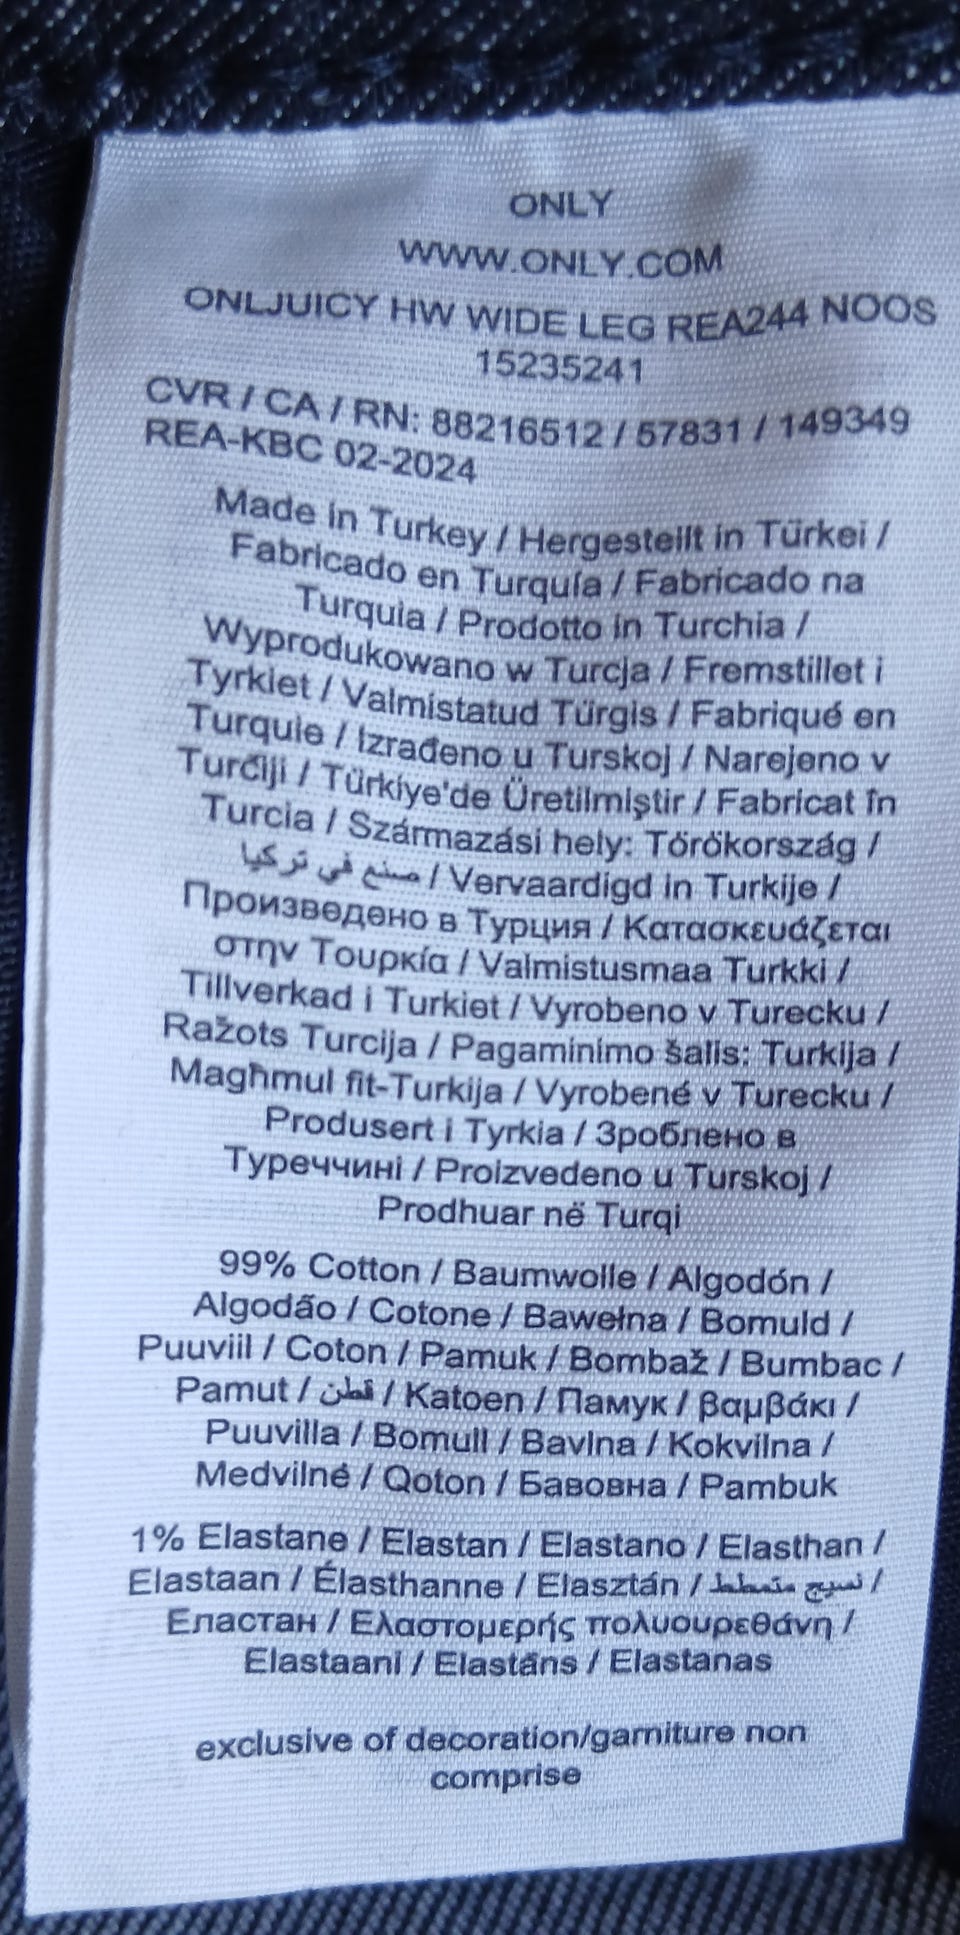 ONLY
WWW.ONLY.COM
ONLJUICY HW WIDE LEG REA244 NOOS
15235241
CVR / CA / RN: 88216512 / 57831 / 149349
REA-KBC 02-2024
Made in Turkey / Hergestellt in Türkei /
Fabricado en Turquía / Fabricado na
Turquia / Prodotto in Turchia /
Wyprodukowano w Turcja / Fremstillet i
Tyrkiet / Valmistatud Türgis / Fabriqué en
Turquie / Izrađeno u Turskoj / Narejeno v
Turčiji / Türkiye'de Üretilmiştir / Fabricat în
Turcia / Származási hely: Törökország /
صنع في تركيا / Vervaardigd in Turkije /
Произведено в Турция / Κατασκευάζεται
στην Τουρκία / Valmistusmaa Turkki /
Tillverkad i Turkiet / Vyrobeno v Turecku /
Ražots Turcija / Pagaminimo šalis: Turkija /
Magħmul fit-Turkija / Vyrobené v Turecku /
Produsert i Tyrkia / Зроблено в
Туреччині / Proizvedeno u Turskoj /
Prodhuar në Turqi
99% Cotton / Baumwolle / Algodón /
Algodão / Cotone / Bawełna / Bomuld /
Puuviil / Coton / Pamuk / Bombaž / Bumbac /
Pamut / قطن / Katoen / Памук / βαμβάκι /
Puuvilla / Bomull / Bavlna / Kokvilna /
Medvilnė / Qoton / Бавовна / Pambuk
1% Elastane / Elastan / Elastano / Elasthan /
Elastaan / Élasthanne / Elasztán / نسيج متمطط /
Еластан / Ελαστομερής πολυουρεθάνη /
Elastaani / Elastāns / Elastanas
exclusive of decoration/garniture non
comprise